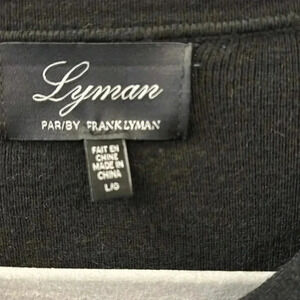 Lyman
PAR/BY FRANK LYMAN
FAIT EN
CHINE
MADE IN
CHINA
L/G